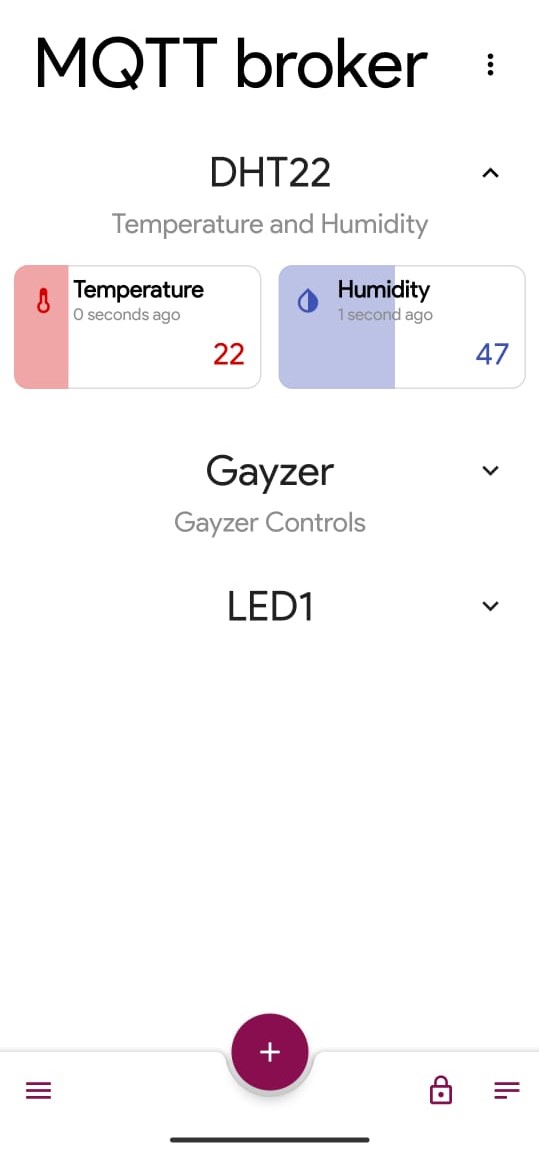 MQTT broker
DHT22
Temperature and Humidity
Temperature
0 seconds ago
22
Humidity
1 second ago
47
Gayzer
Gayzer Controls
LED1